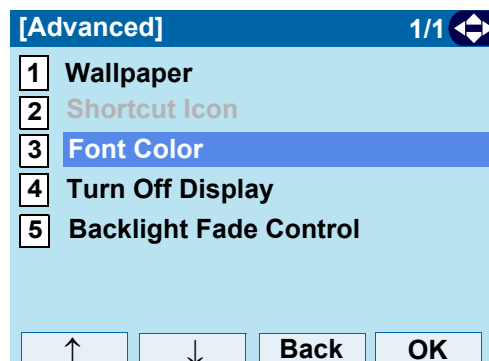 [Advanced] 1/1
1 Wallpaper
2 Shortcut Icon
3 Font Color
4 Turn Off Display
5 Backlight Fade Control
↑ ↓ Back OK